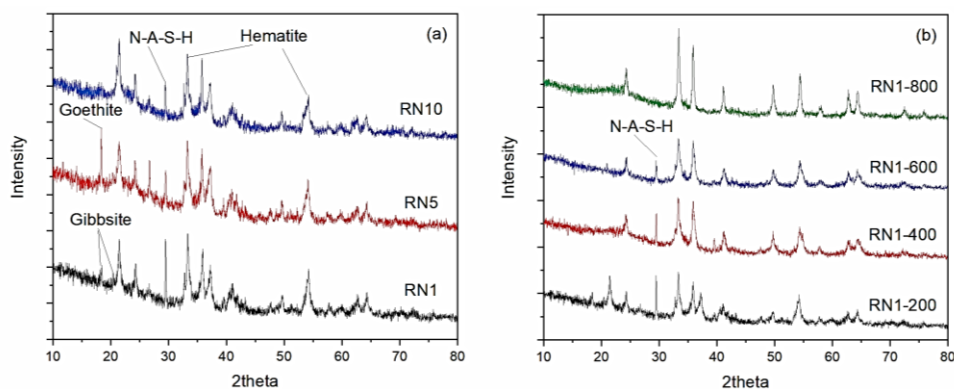 (a)
N-A-S-H
Hematite
Goethite
RN10
RN5
Gibbsite
RN1
Intensity
10 20 30 40 50 60 70 80
2theta
(b)
RN1-800
N-A-S-H
RN1-600
RN1-400
RN1-200
Intensity
10 20 30 40 50 60 70 80
2theta